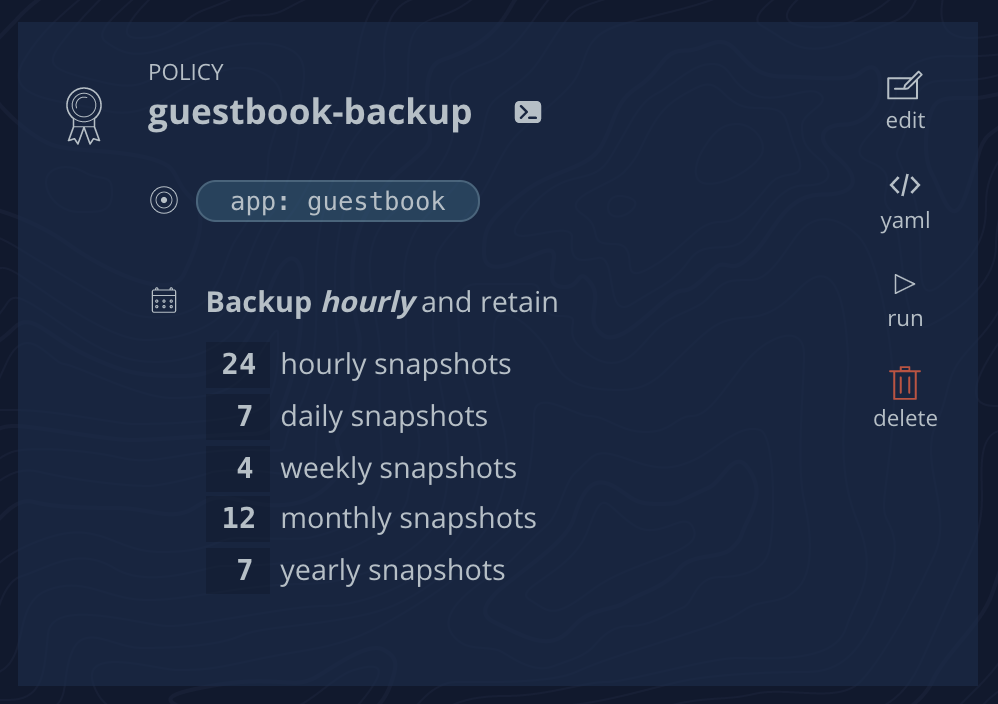 POLICY
guestbook-backup
app: guestbook
Backup hourly and retain
24 hourly snapshots
7 daily snapshots
4 weekly snapshots
12 monthly snapshots
7 yearly snapshots
edit
yaml
run
delete